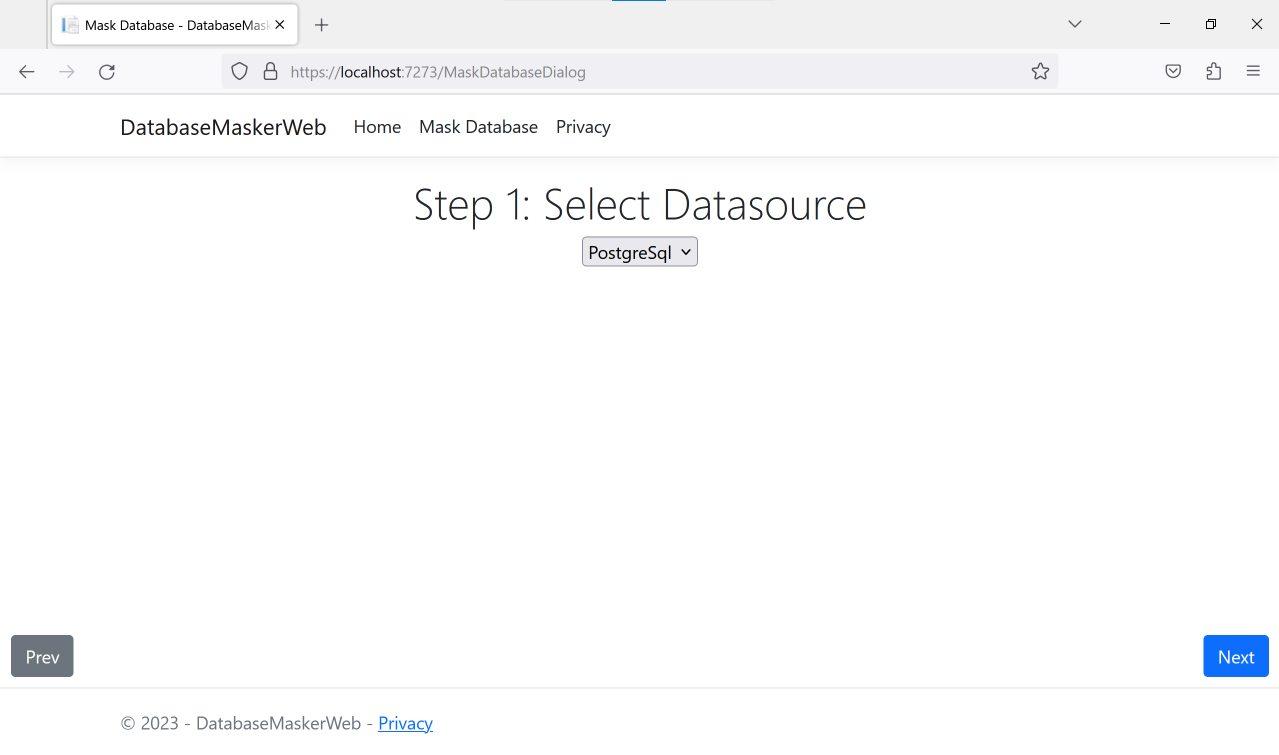 Mask Database - DatabaseMask
https://localhost:7273/MaskDatabaseDialog
DatabaseMaskerWeb Home Mask Database Privacy
Step 1: Select Datasource
PostgreSql
Prev Next
© 2023 - DatabaseMaskerWeb - Privacy